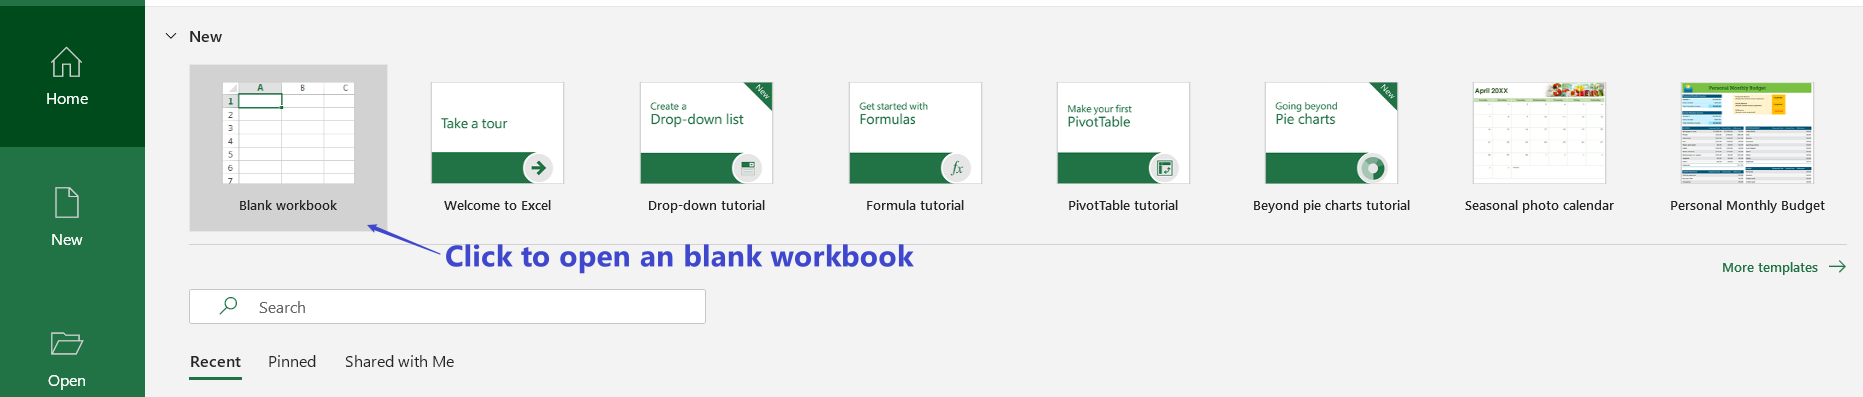 New
Home
New
Open
A B C
1
2
3
4
5
6
7
Blank workbook
Take a tour
Welcome to Excel
Create a
Drop-down list
New
Drop-down tutorial
Get started with
Formulas
fx
Formula tutorial
Make your first
PivotTable
PivotTable tutorial
Going beyond
Pie charts
New
Beyond pie charts tutorial
April 20XX
Seasonal photo calendar
Personal Monthly Budget
Personal Monthly Budget
Click to open an blank workbook
More templates
Search
Recent Pinned Shared with Me